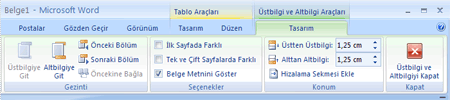 Belge1 - Microsoft Word
Tablo Araçları
Üstbilgi ve Altbilgi Araçları
Postalar Gözden Geçir Görünüm Tasarım Düzen Tasarım
Üstbilgiye Git
Altbilgiye Git
Önceki Bölüm
Sonraki Bölüm
Öncekine Bağla
Gezinti
İlk Sayfada Farklı
Tek ve Çift Sayfalarda Farklı
Belge Metnini Göster
Seçenekler
Üstten Üstbilgi: 1,25 cm
Alttan Altbilgi: 1,25 cm
Hizalama Sekmesi Ekle
Konum
Üstbilgi ve
Altbilgiyi Kapat
Kapat